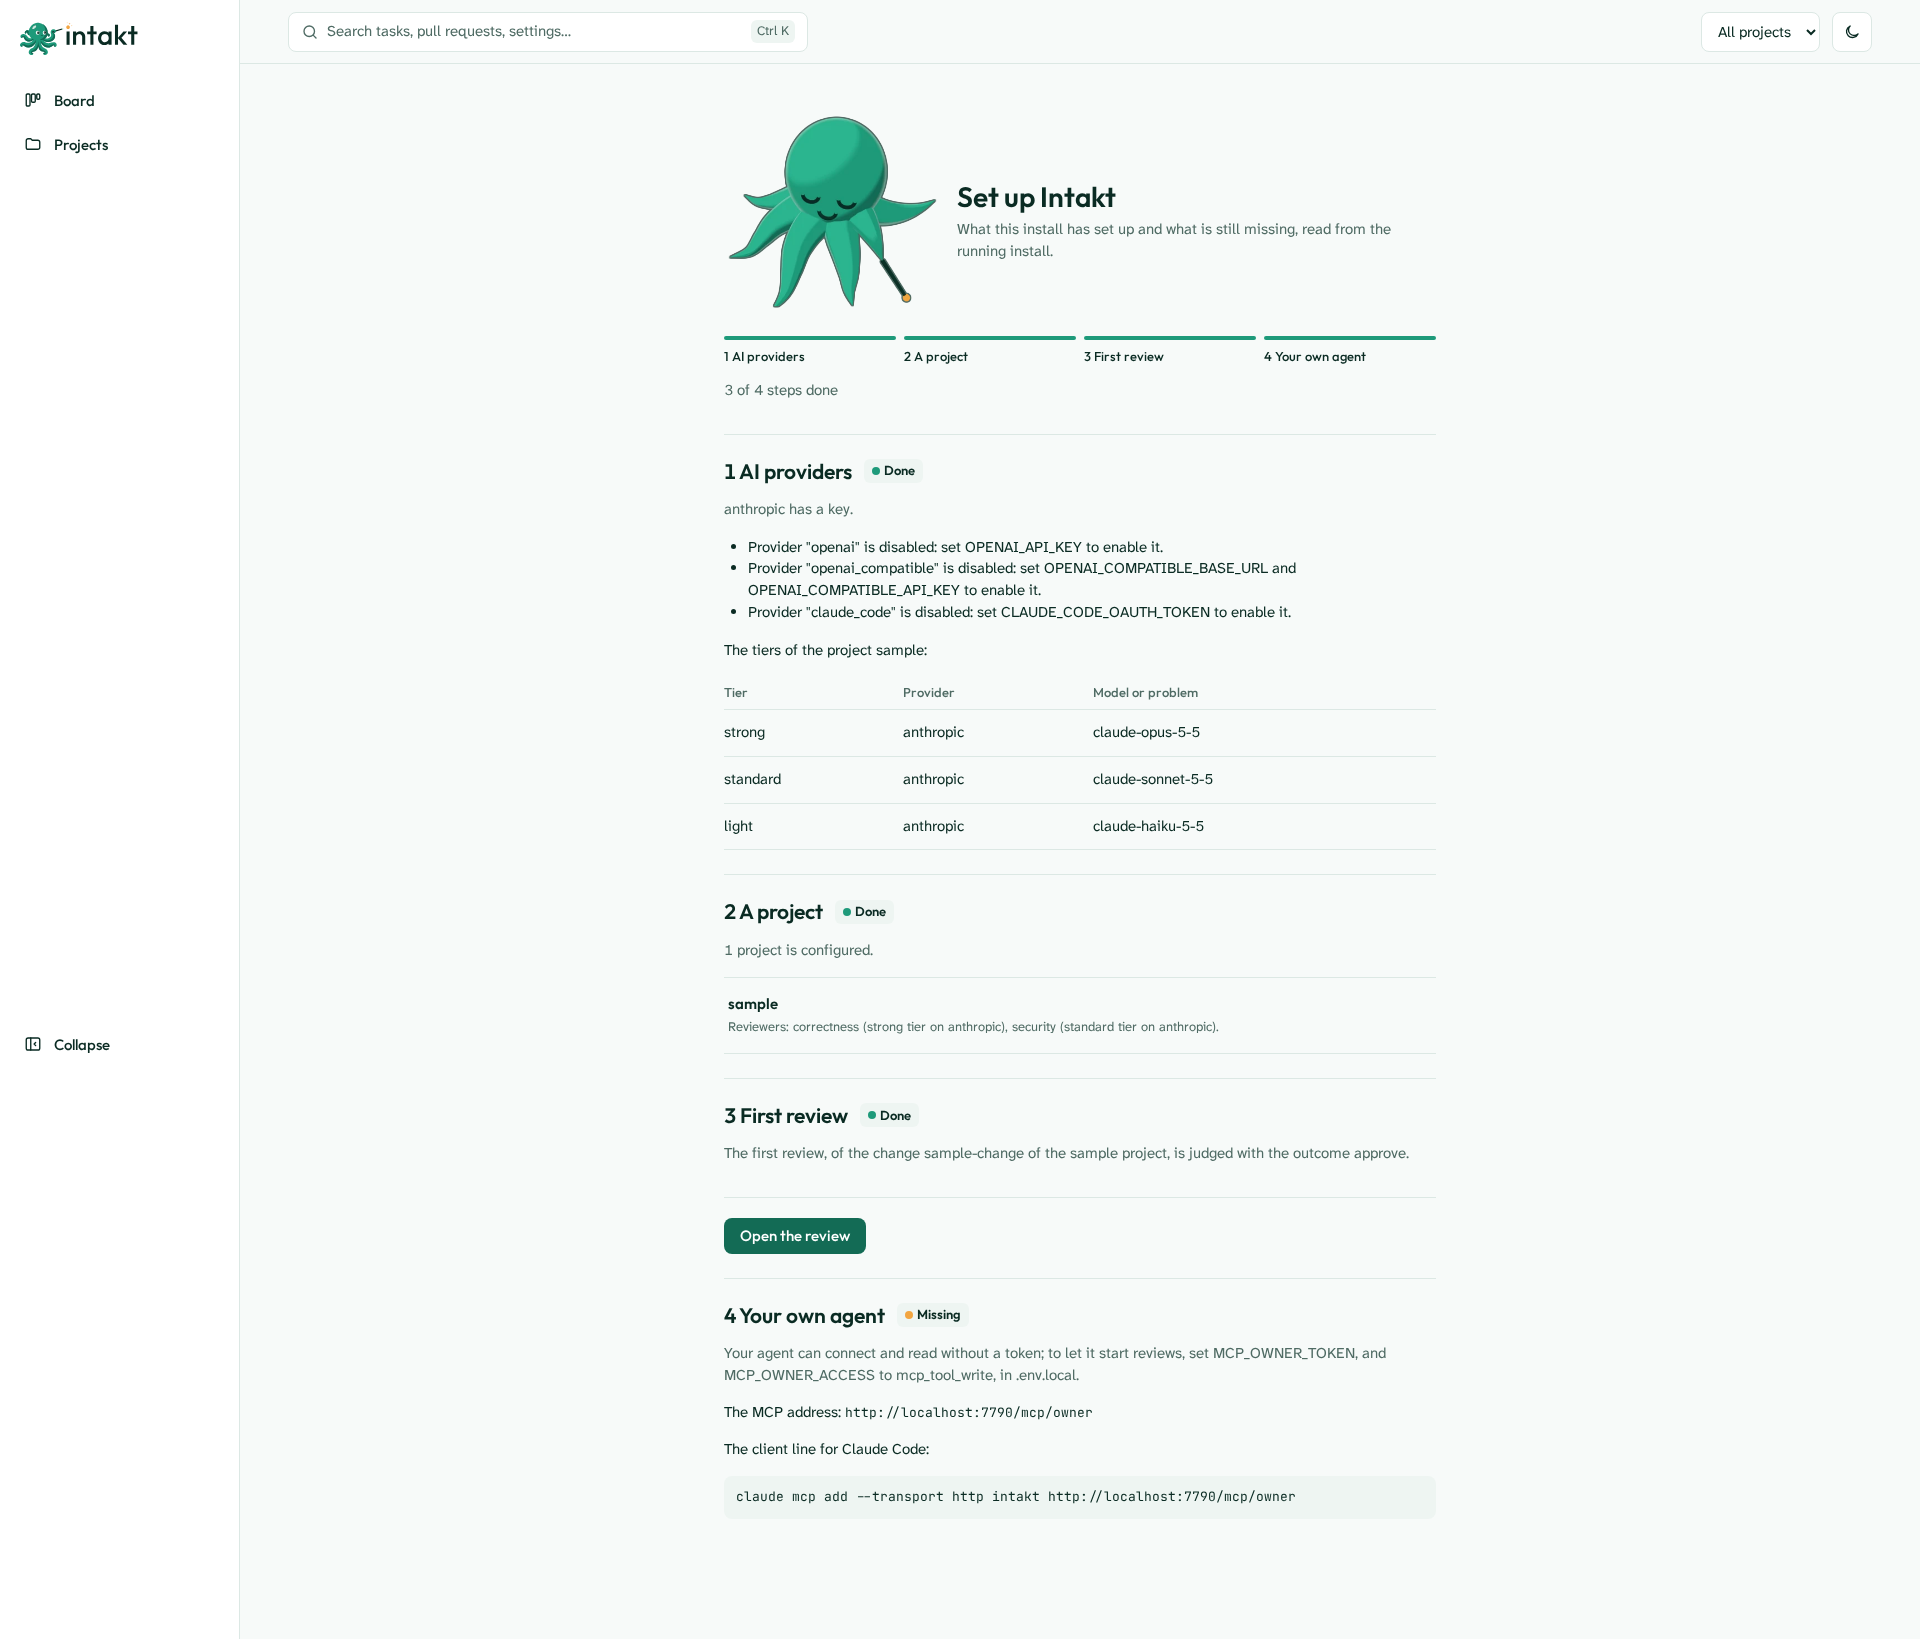 intakt
Search tasks, pull requests, settings...
Ctrl K
All projects
Board
Projects
Set up Intakt
What this install has set up and what is still missing, read from the
running install.
1 AI providers
2 A project
3 First review
4 Your own agent
3 of 4 steps done
1 AI providers
Done
anthropic has a key.
Provider "openai" is disabled: set OPENAI_API_KEY to enable it.
Provider "openai_compatible" is disabled: set OPENAI_COMPATIBLE_BASE_URL and
OPENAI_COMPATIBLE_API_KEY to enable it.
Provider "claude_code" is disabled: set CLAUDE_CODE_OAUTH_TOKEN to enable it.
The tiers of the project sample:
Tier Provider Model or problem
strong anthropic claude-opus-5-5
standard anthropic claude-sonnet-5-5
light anthropic claude-haiku-5-5
2 A project
Done
1 project is configured.
sample
Reviewers: correctness (strong tier on anthropic), security (standard tier on anthropic).
Collapse
3 First review
Done
The first review, of the change sample-change of the sample project, is judged with the outcome approve.
Open the review
4 Your own agent
Missing
Your agent can connect and read without a token; to let it start reviews, set MCP_OWNER_TOKEN, and
MCP_OWNER_ACCESS to mcp_tool_write, in .env.local.
The MCP address: http://localhost:7790/mcp/owner
The client line for Claude Code:
claude mcp add --transport http intakt http://localhost:7790/mcp/owner